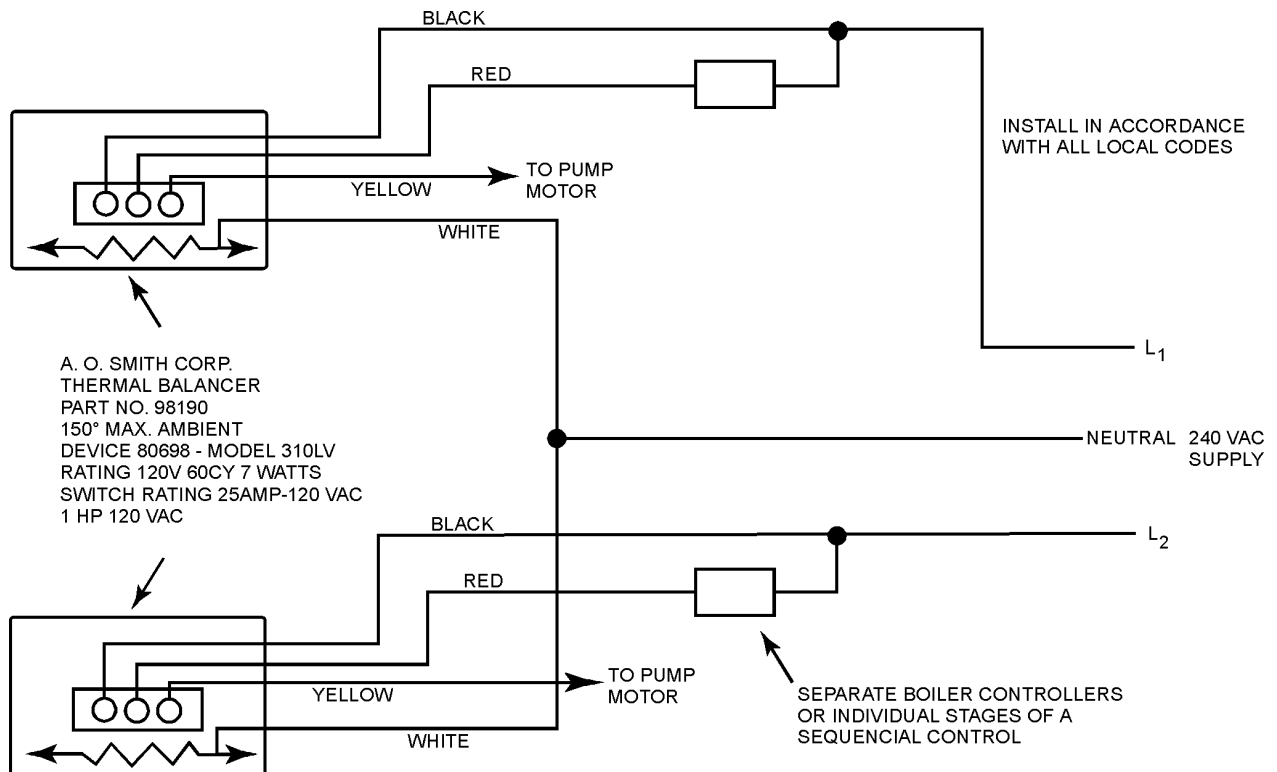 BLACK
RED
INSTALL IN ACCORDANCE
WITH ALL LOCAL CODES
TO PUMP
MOTOR
YELLOW
WHITE
A. O. SMITH CORP.
THERMAL BALANCER
PART NO. 98190
150° MAX. AMBIENT
DEVICE 80698 - MODEL 310LV
RATING 120V 60CY 7 WATTS
SWITCH RATING 25AMP-120 VAC
1 HP 120 VAC
L1
NEUTRAL 240 VAC
SUPPLY
BLACK
L2
RED
TO PUMP
MOTOR
YELLOW
WHITE
SEPARATE BOILER CONTROLLERS
OR INDIVIDUAL STAGES OF A
SEQUENCIAL CONTROL